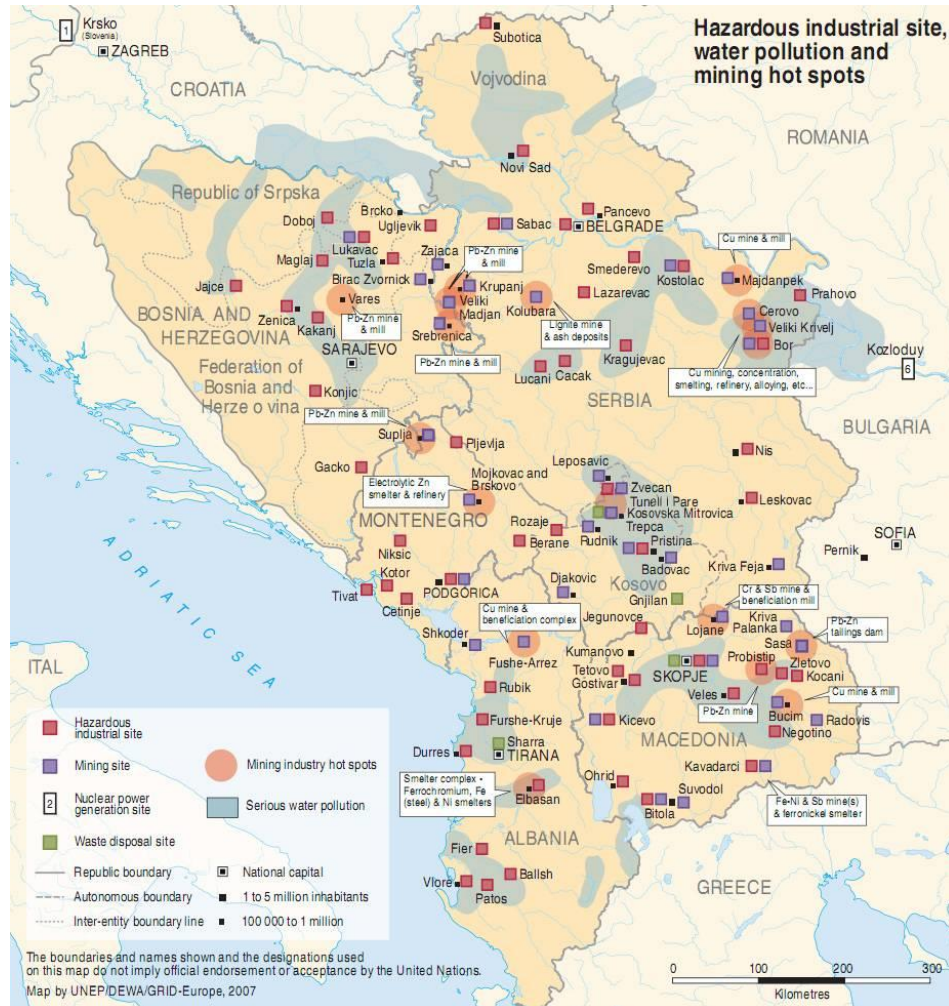 Hazardous industrial site,
water pollution and
mining hot spots
1
Krsko
(Slovenia)
ZAGREB
CROATIA
Subotica
Vojvodina
ROMANIA
Novi Sad
Republic of Srpska
Brcko
Doboj
Ugljevik
Sabac
Pancevo
BELGRADE
Lukavac
Tuzla
Zajaca
Pb-Zn mine
& mill
Cu mine & mill
Maglaj
Birac Zvornick
Krupanj
Smederevo
Kostolac
Majdanpek
Jajce
Vares
Veliki
Madjan
Kolubara
Lazarevac
Prahovo
BOSNIA AND
HERZEGOVINA
Zenica
Kakanj
Pb-Zn mine
& mill
Srebrenica
Lignite mine
& ash deposits
Cerovo
Veliki Krivelj
Bor
SARAJEVO
Pb-Zn mine & mill
Kragujevac
Kozloduy
6
Lucani
Cacak
Cu mining, concentration,
smelting, refinery, alloying, etc...
Federation of
Bosnia and
Herze o vina
Konjic
SERBIA
Pb-Zn mine & mill
BULGARIA
Suplja
Pljevlja
Nis
Gacko
Electrolytic Zn
smelter & refinery
Mojkovac and
Brskovo
Leposavic
Zvecan
Tunell i Pare
Kosovska Mitrovica
Trepca
Leskovac
MONTENEGRO
Rozaje
Berane
Rudnik
Pristina
SOFIA
Niksic
Badovac
Pernik
Kotor
Tivat
Cetinje
PODGORICA
Djakovic
Kosovo
Kriva Feja
Gnjilan
Cr & Sb mine &
beneficiation mill
ADRIATIC SEA
Cu mine &
beneficiation complex
Jegunovce
Lojane
Kriva
Palanka
Pb-Zn
tailings dam
Shkoder
Fushe-Arrez
Kumanovo
Sasa
ITAL
Tetovo
Gostivar
SKOPJE
Probistip
Zletovo
Kocani
Rubik
Veles
Pb-Zn mine
Cu mine & mill
Bucim
Radovis
Furshe-Kruje
Kicevo
Negotino
MACEDONIA
Durres
Sharra
TIRANA
Kavadarci
Smelter complex -
Ferrochromium, Fe
(steel) & Ni smelters
Elbasan
Ohrid
Suvodol
Bitola
Fe-Ni & Sb mine(s)
& ferronickel smelter
ALBANIA
Fier
Ballsh
GREECE
Vlore
Patos
Hazardous
industrial site
Mining site
Mining industry hot spots
2
Nuclear power
generation site
Serious water pollution
Waste disposal site
Republic boundary
National capital
Autonomous boundary
1 to 5 million inhabitants
Inter-entity boundary line
100 000 to 1 million
The boundaries and names shown and the designations used
on this map do not imply official endorsement or acceptance by the United Nations.
Map by UNEP/DEWA/GRID-Europe, 2007
0 100 200 300
Kilometres